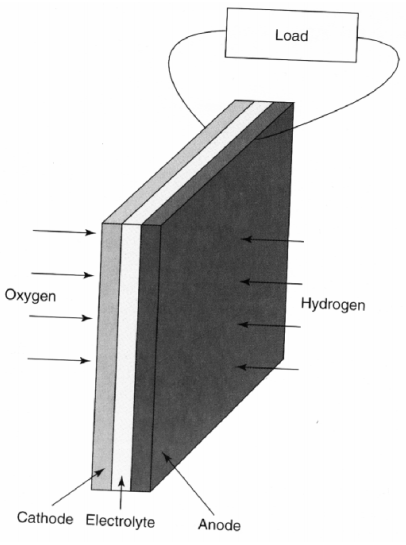 Load
Oxygen
Hydrogen
Cathode Electrolyte
Anode